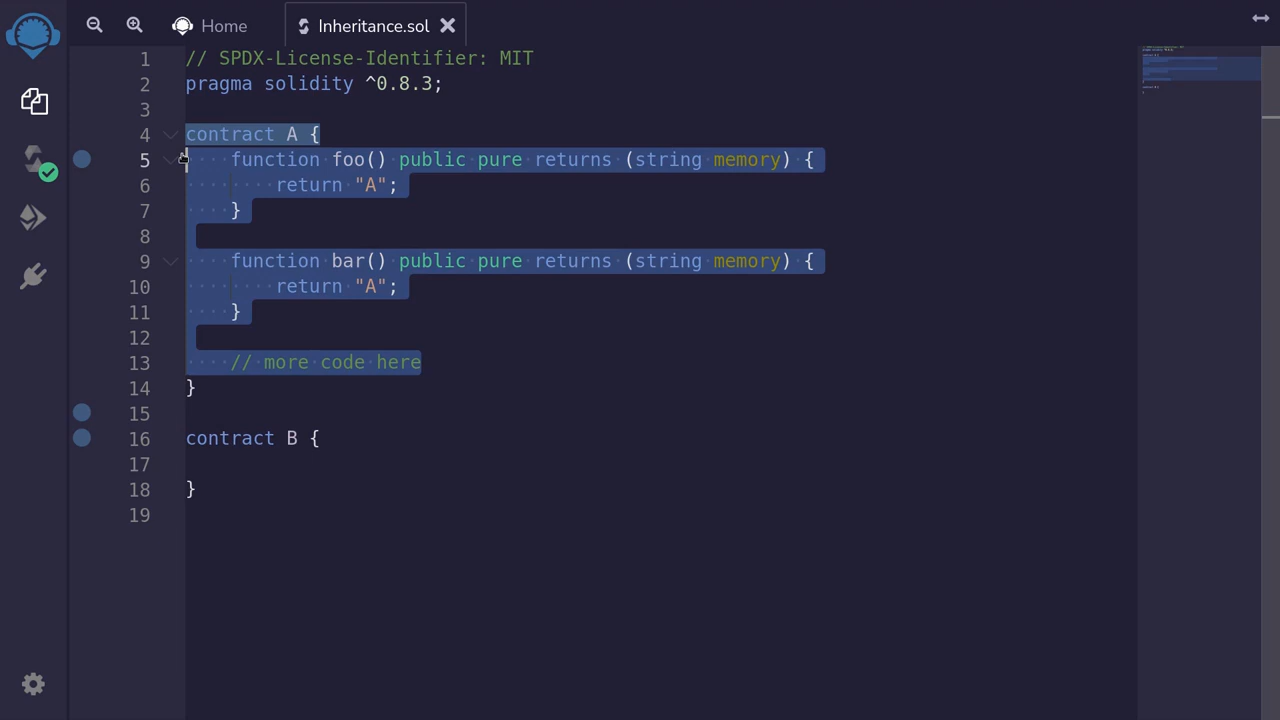 Home
Inheritance.sol
1 // SPDX-License-Identifier: MIT
2 pragma solidity ^0.8.3;
3
4 contract A {
5     function foo() public pure returns (string memory) {
6         return "A";
7     }
8
9     function bar() public pure returns (string memory) {
10         return "A";
11     }
12
13     // more code here
14 }
15
16 contract B {
17
18 }
19